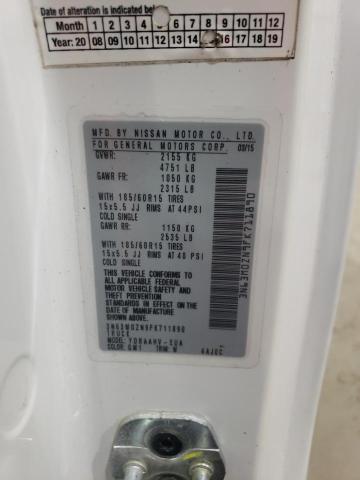 Date of alteration is indicated below
Month 1 2 3 4 5 6 7 8 9 10 11 12
Year: 20 08 09 10 11 12 13 14 16 17 18 19
MFD. BY NISSAN MOTOR CO., LTD.
FOR GENERAL MOTORS CORP. 03/15
GVWR: 2155 KG
4751 LB
GAWR FR: 1050 KG
2315 LB
WITH 185/60R15 TIRES
15x5.5 JJ RIMS AT 44PSI
COLD SINGLE
GAWR RR: 1150 KG
2535 LB
WITH 185/60R15 TIRES
15x5.5 JJ RIMS AT 48 PSI
COLD SINGLE
THIS VEHICLE CONFORMS TO
ALL APPLICABLE FEDERAL
MOTOR VEHICLE SAFETY
STANDARDS IN EFFECT ON
THE DATE OF MANUFACTURE
SHOWN ABOVE.
3N63M0ZN9FK711890
TRUCK
MODEL:
COLOR: TRIM:
3N63M0ZN9FK711890